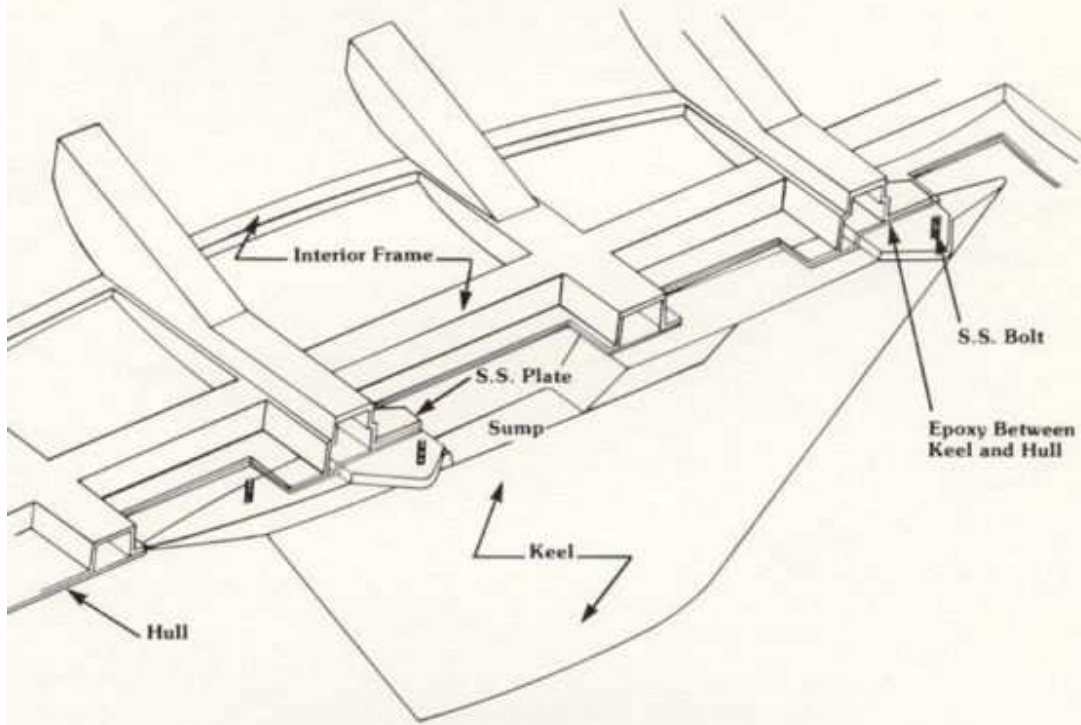 Interior Frame
S.S. Bolt
S.S. Plate
Sump
Epoxy Between
Keel and Hull
Keel
Hull